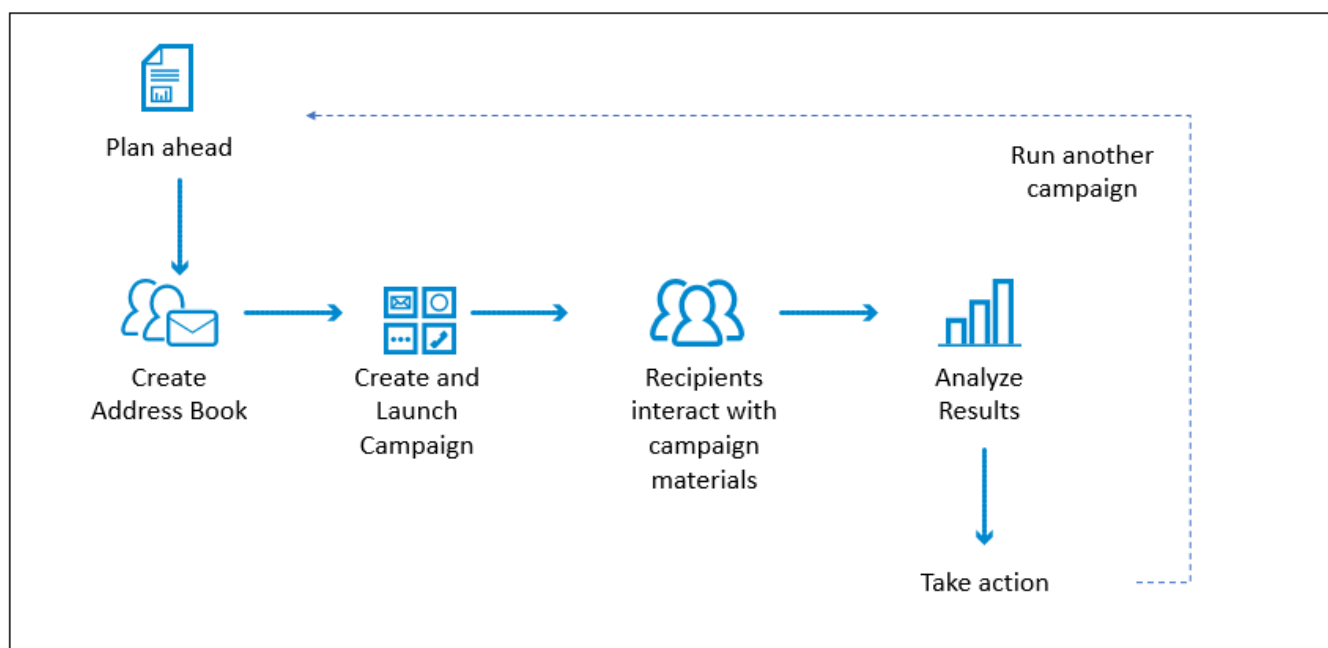 Plan ahead
Run another
campaign
Create
Address Book
Create and
Launch
Campaign
Recipients
interact with
campaign
materials
Analyze
Results
Take action